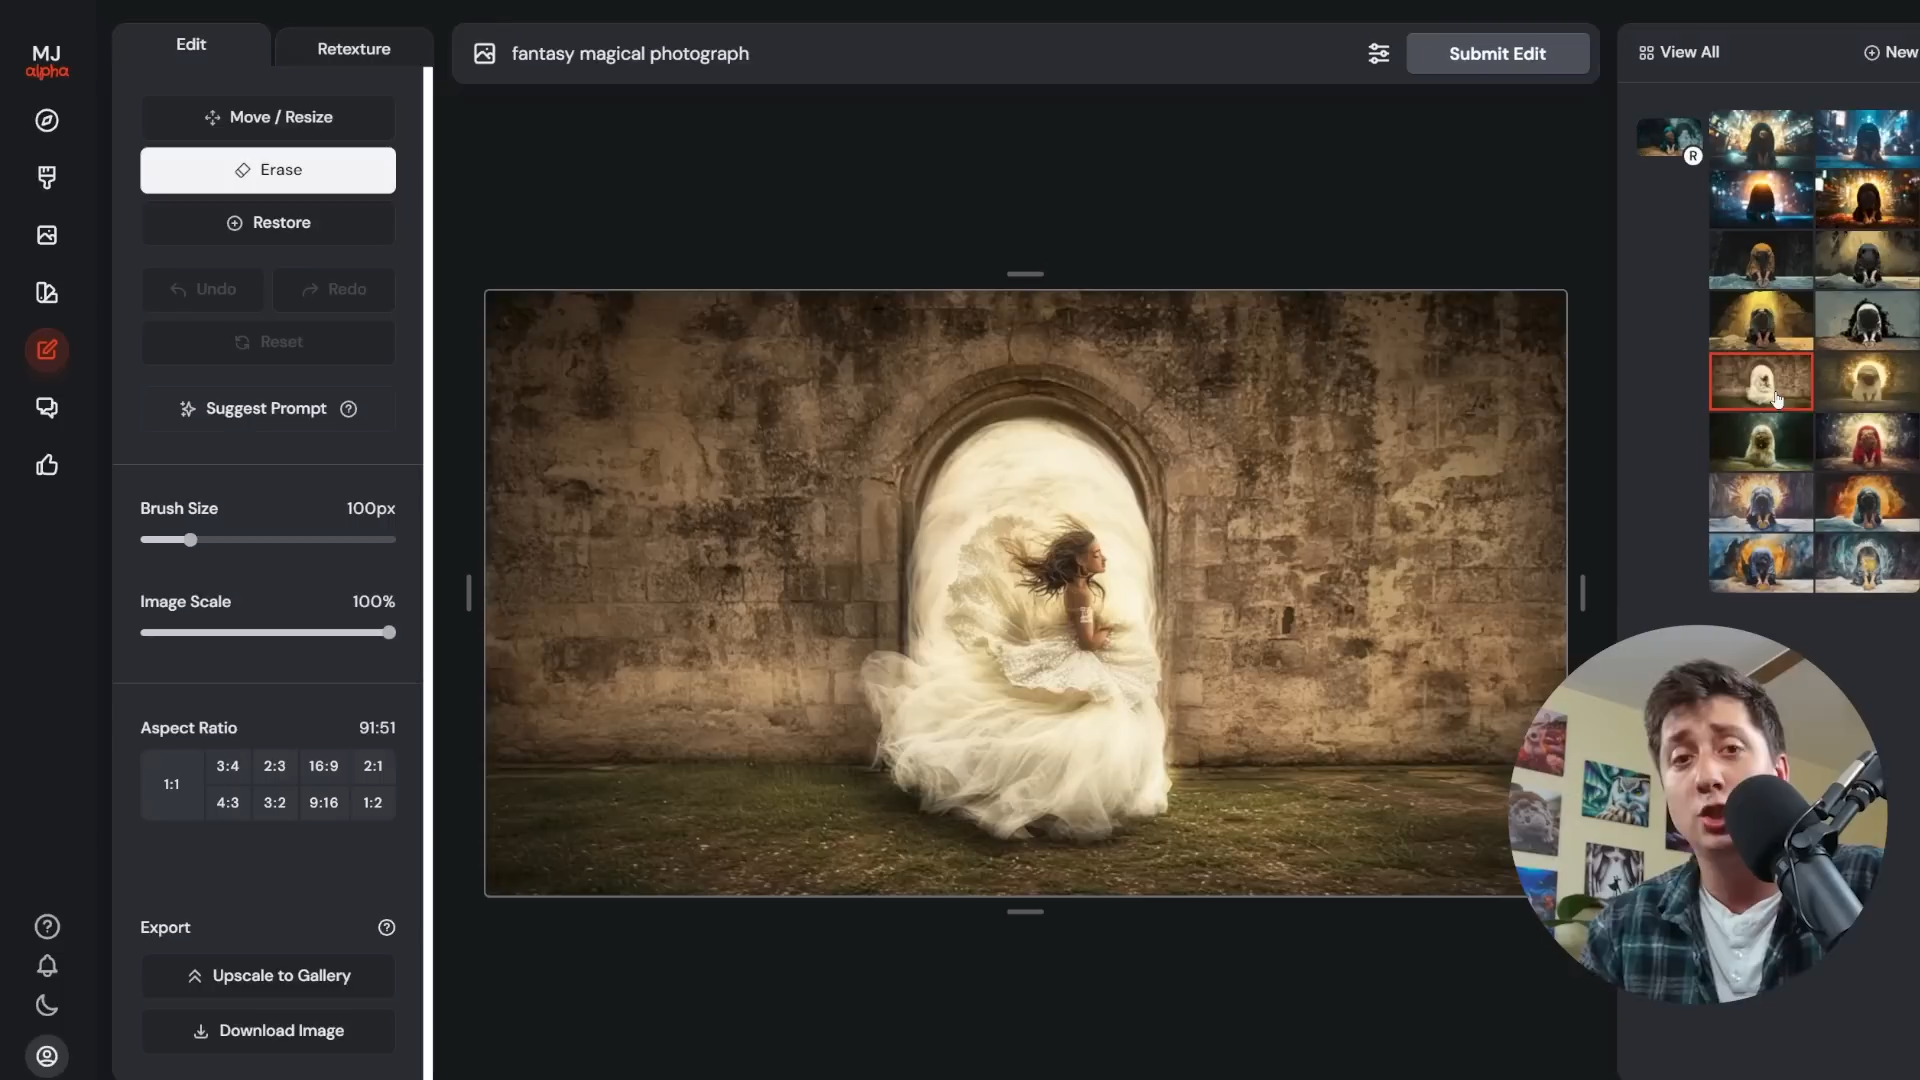 MJ
alpha
Edit
Retexture
fantasy magical photograph
Submit Edit
View All
New
Move / Resize
Erase
Restore
Undo
Redo
Reset
Suggest Prompt
R
Brush Size
100px
Image Scale
100%
Aspect Ratio
91:51
1:1
3:4
2:3
16:9
2:1
4:3
3:2
9:16
1:2
Export
Upscale to Gallery
Download Image